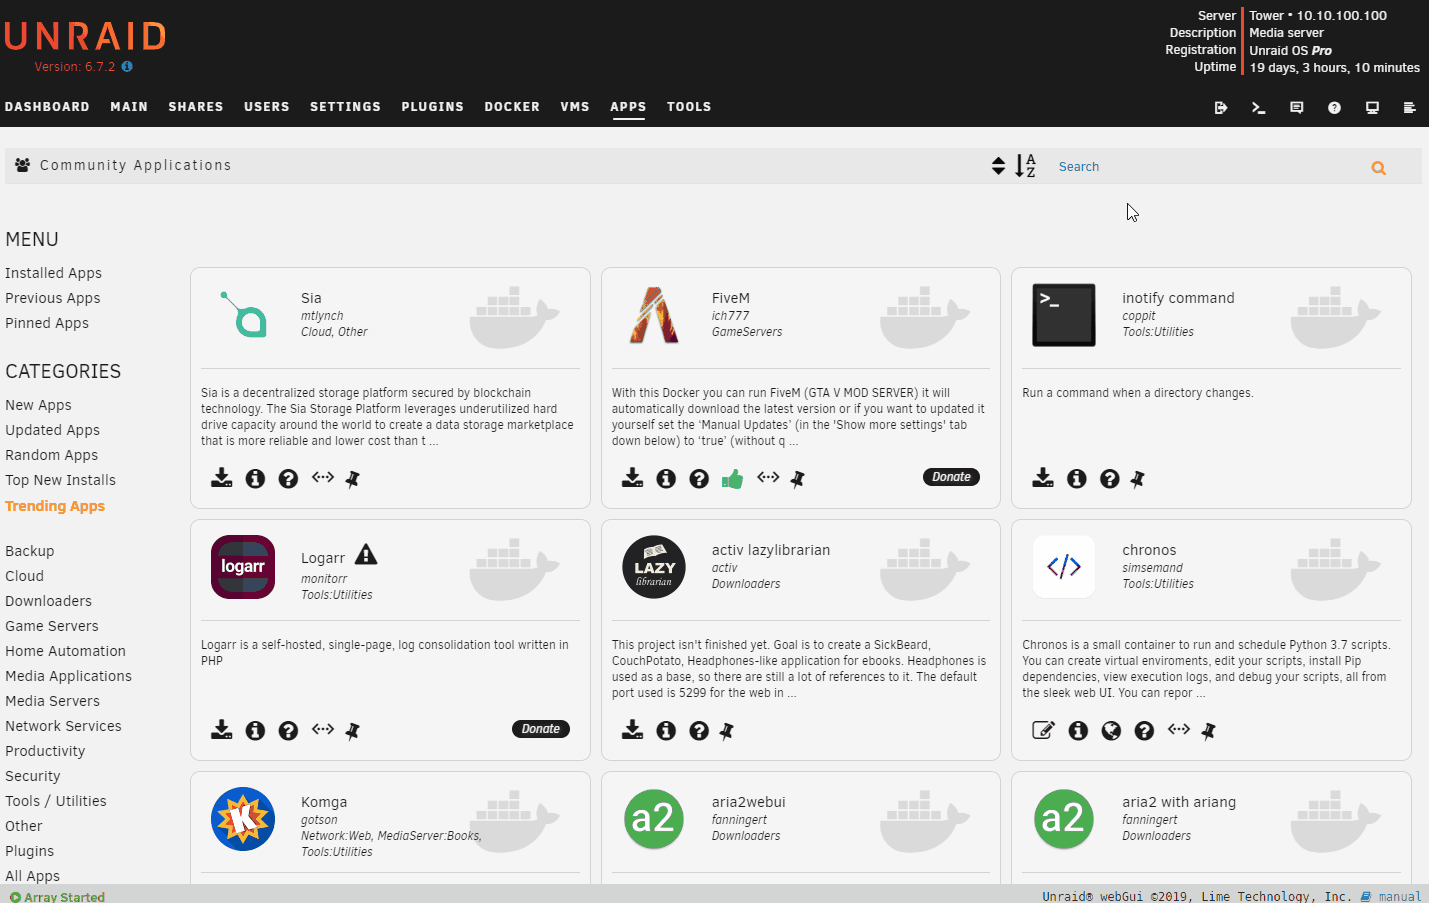 UNRAID
Version: 6.7.2
Server Tower • 10.10.100.100
Description Media server
Registration Unraid OS Pro
Uptime 19 days, 3 hours, 10 minutes
DASHBOARD MAIN SHARES USERS SETTINGS PLUGINS DOCKER VMS APPS TOOLS
Community Applications
A
Z
Search
MENU
Installed Apps
Previous Apps
Pinned Apps
CATEGORIES
New Apps
Updated Apps
Random Apps
Top New Installs
Trending Apps
Backup
Cloud
Downloaders
Game Servers
Home Automation
Media Applications
Media Servers
Network Services
Productivity
Security
Tools / Utilities
Other
Plugins
All Apps
Sia
mtlynch
Cloud, Other
Sia is a decentralized storage platform secured by blockchain
technology. The Sia Storage Platform leverages underutilized hard
drive capacity around the world to create a data storage marketplace
that is more reliable and lower cost than t ...
FiveM
ich777
GameServers
With this Docker you can run FiveM (GTA V MOD SERVER) it will
automatically download the latest version or if you want to updated it
yourself set the ‘Manual Updates’ (in the 'Show more settings' tab
down below) to ‘true’ (without q ...
Donate
inotify command
coppit
Tools:Utilities
Run a command when a directory changes.
logarr
Logarr
monitorr
Tools:Utilities
Logarr is a self-hosted, single-page, log consolidation tool written in
PHP
Donate
LAZY
librarian
activ lazylibrarian
activ
Downloaders
This project isn't finished yet. Goal is to create a SickBeard,
CouchPotato, Headphones-like application for ebooks. Headphones is
used as a base, so there are still a lot of references to it. The default
port used is 5299 for the web in ...
</>
chronos
simsemand
Tools:Utilities
Chronos is a small container to run and schedule Python 3.7 scripts.
You can create virtual enviroments, edit your scripts, install Pip
dependencies, view execution logs, and debug your scripts, all from
the sleek web UI. You can repor ...
K
Komga
gotson
Network:Web, MediaServer:Books,
Tools:Utilities
a2
aria2webui
fanningert
Downloaders
a2
aria2 with ariang
fanningert
Downloaders
Array Started
Unraid® webGui ©2019, Lime Technology, Inc. manual